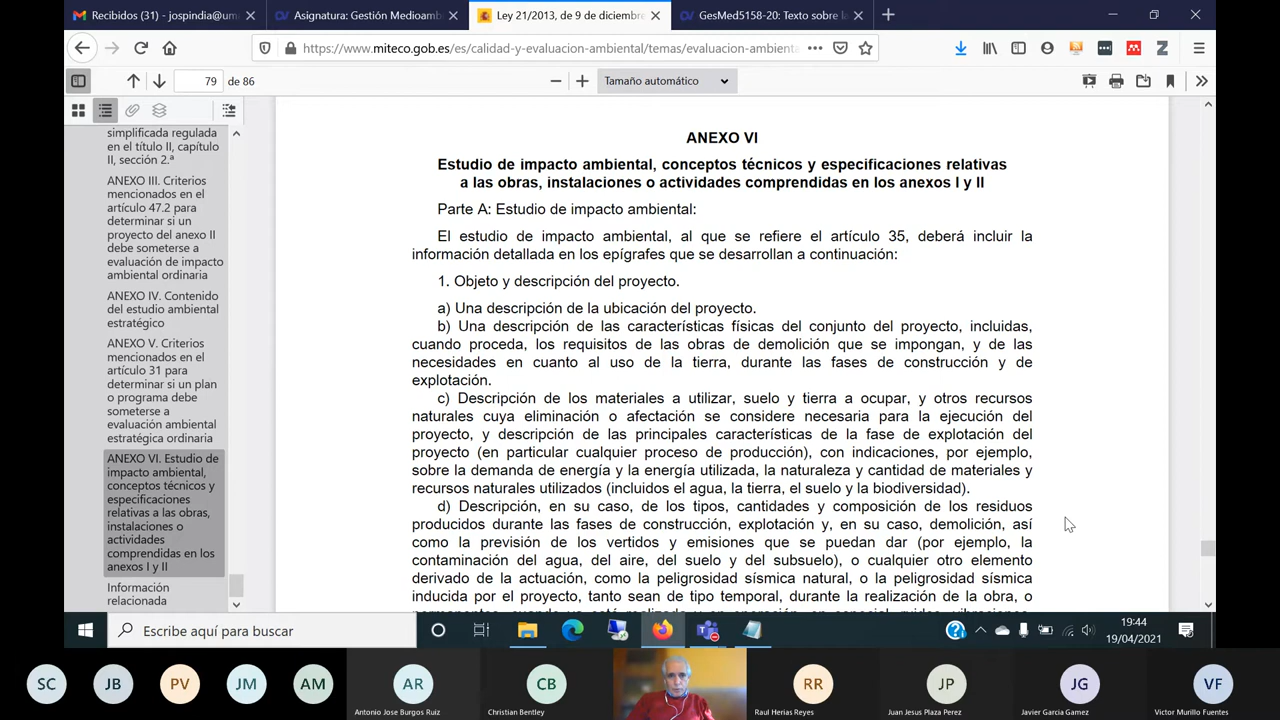 Recibidos (31) - jospindia@um
Asignatura: Gestión Medioamb
Ley 21/2013, de 9 de diciembre
GesMed5158-20: Texto sobre la
https://www.miteco.gob.es/es/calidad-y-evaluacion-ambiental/temas/evaluacion-ambienta
79 de 86
Tamaño automático
simplificada regulada
en el título II, capítulo
II, sección 2.ª
ANEXO III. Criterios
mencionados en el
artículo 47.2 para
determinar si un
proyecto del anexo II
debe someterse a
evaluación de impacto
ambiental ordinaria
ANEXO IV. Contenido
del estudio ambiental
estratégico
ANEXO V. Criterios
mencionados en el
artículo 31 para
determinar si un plan
o programa debe
someterse a
evaluación ambiental
estratégica ordinaria
ANEXO VI. Estudio de
impacto ambiental,
conceptos técnicos y
especificaciones
relativas a las obras,
instalaciones o
actividades
comprendidas en los
anexos I y II
Información
relacionada
ANEXO VI
Estudio de impacto ambiental, conceptos técnicos y especificaciones relativas
a las obras, instalaciones o actividades comprendidas en los anexos I y II
Parte A: Estudio de impacto ambiental:
El estudio de impacto ambiental, al que se refiere el artículo 35, deberá incluir la
información detallada en los epígrafes que se desarrollan a continuación:
1. Objeto y descripción del proyecto.
a) Una descripción de la ubicación del proyecto.
b) Una descripción de las características físicas del conjunto del proyecto, incluidas,
cuando proceda, los requisitos de las obras de demolición que se impongan, y de las
necesidades en cuanto al uso de la tierra, durante las fases de construcción y de
explotación.
c) Descripción de los materiales a utilizar, suelo y tierra a ocupar, y otros recursos
naturales cuya eliminación o afectación se considere necesaria para la ejecución del
proyecto, y descripción de las principales características de la fase de explotación del
proyecto (en particular cualquier proceso de producción), con indicaciones, por ejemplo,
sobre la demanda de energía y la energía utilizada, la naturaleza y cantidad de materiales y
recursos naturales utilizados (incluidos el agua, la tierra, el suelo y la biodiversidad).
d) Descripción, en su caso, de los tipos, cantidades y composición de los residuos
producidos durante las fases de construcción, explotación y, en su caso, demolición, así
como la previsión de los vertidos y emisiones que se puedan dar (por ejemplo, la
contaminación del agua, del aire, del suelo y del subsuelo), o cualquier otro elemento
derivado de la actuación, como la peligrosidad sísmica natural, o la peligrosidad sísmica
inducida por el proyecto, tanto sean de tipo temporal, durante la realización de la obra, o
Escribe aquí para buscar
19:44
19/04/2021
SC
JB
PV
JM
AM
AR
Antonio Jose Burgos Ruiz
CB
Christian Bentley
RR
Raul Herias Reyes
JP
Juan Jesus Plaza Perez
JG
Javier Garcia Gamez
VF
Victor Murillo Fuentes